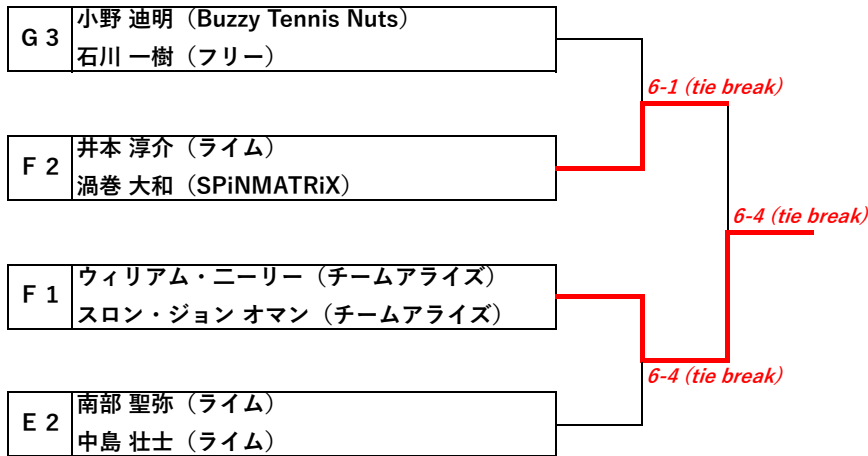 G 3
小野 迪明（Buzzy Tennis Nuts）
石川 一樹（フリー）
6-1 (tie break)
F 2
井本 淳介（ライム）
渦巻 大和（SPiNMATRiX）
6-4 (tie break)
F 1
ウィリアム・ニーリー（チームアライズ）
スロン・ジョン オマン（チームアライズ）
6-4 (tie break)
E 2
南部 聖弥（ライム）
中島 壮士（ライム）